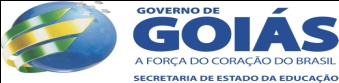 GOVERNO DE
GOIÁS
A FORÇA DO CORAÇÃO DO BRASIL
SECRETARIA DE ESTADO DA EDUCAÇÃO